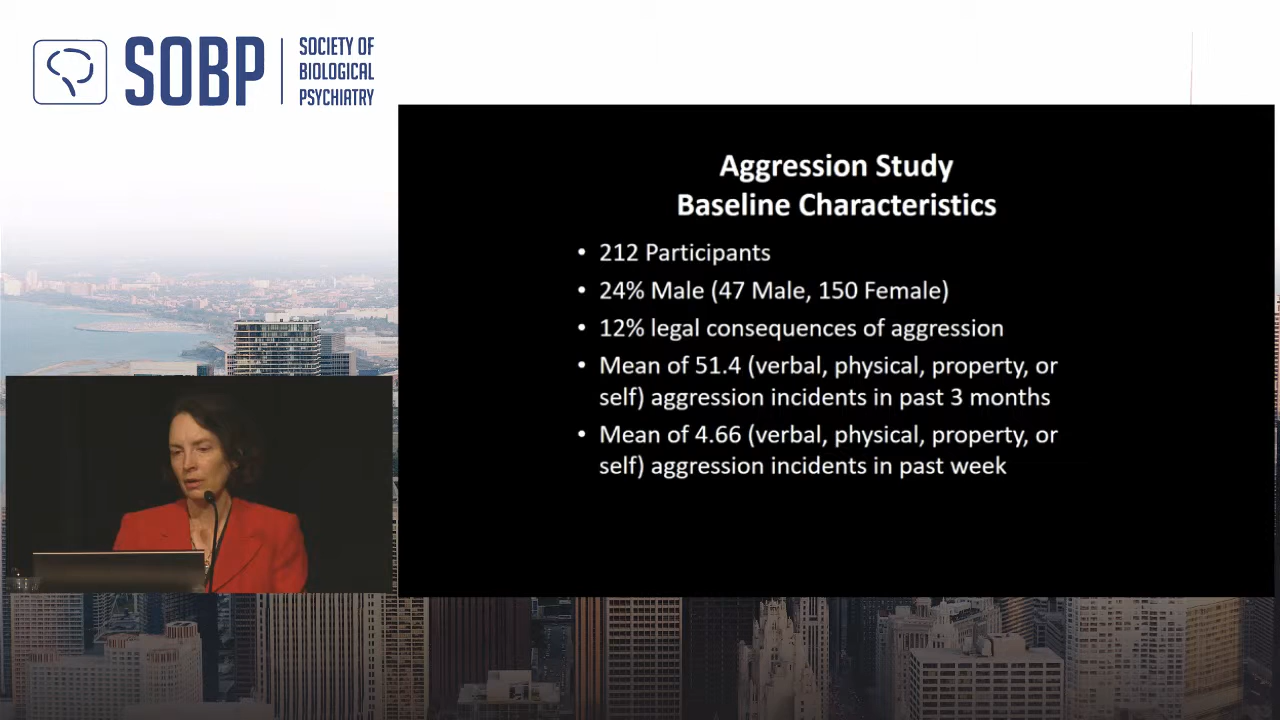 SOBP
SOCIETY OF
BIOLOGICAL
PSYCHIATRY
Aggression Study
Baseline Characteristics
• 212 Participants
• 24% Male (47 Male, 150 Female)
• 12% legal consequences of aggression
• Mean of 51.4 (verbal, physical, property, or
self) aggression incidents in past 3 months
• Mean of 4.66 (verbal, physical, property, or
self) aggression incidents in past week